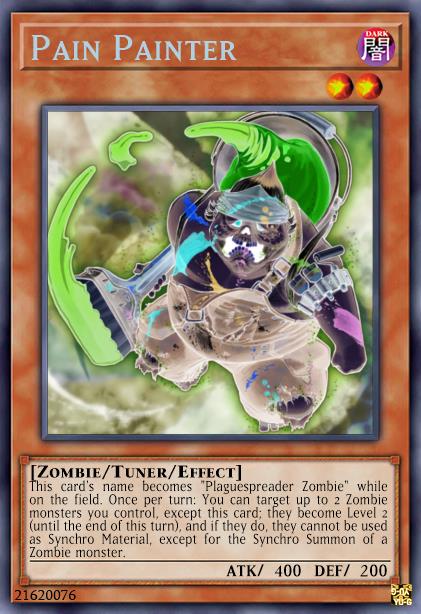 Pain Painter
DARK
闇
[Zombie/Tuner/Effect]
This card's name becomes "Plaguespreader Zombie" while
on the field. Once per turn: You can target up to 2 Zombie
monsters you control, except this card; they become Level 2
(until the end of this turn), and if they do, they cannot be used
as Synchro Material, except for the Synchro Summon of a
Zombie monster.
ATK/ 400 DEF/ 200
21620076